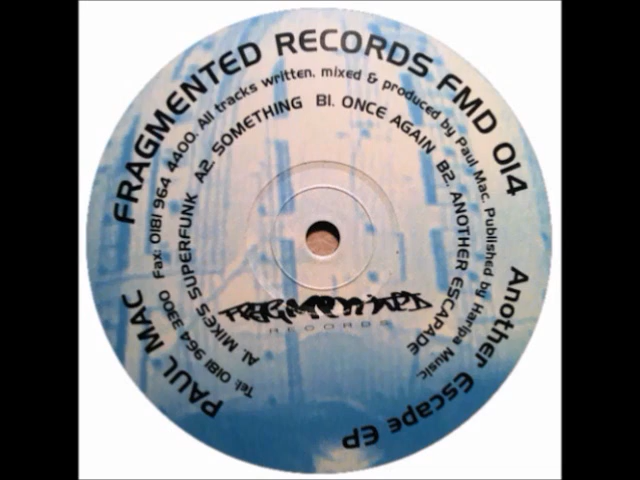 FRAGMENTED RECORDS FMD 014
PAUL MAC
Another Escape EP
Tel: 0181 964 3300 Fax: 0181 964 4400. All tracks written, mixed & produced by Paul Mac. Published by Haripa Music.
A1. MIKE'S SUPERFUNK A2. SOMETHING B1. ONCE AGAIN B2. ANOTHER ESCAPADE
FRAGMENTED
RECORDS